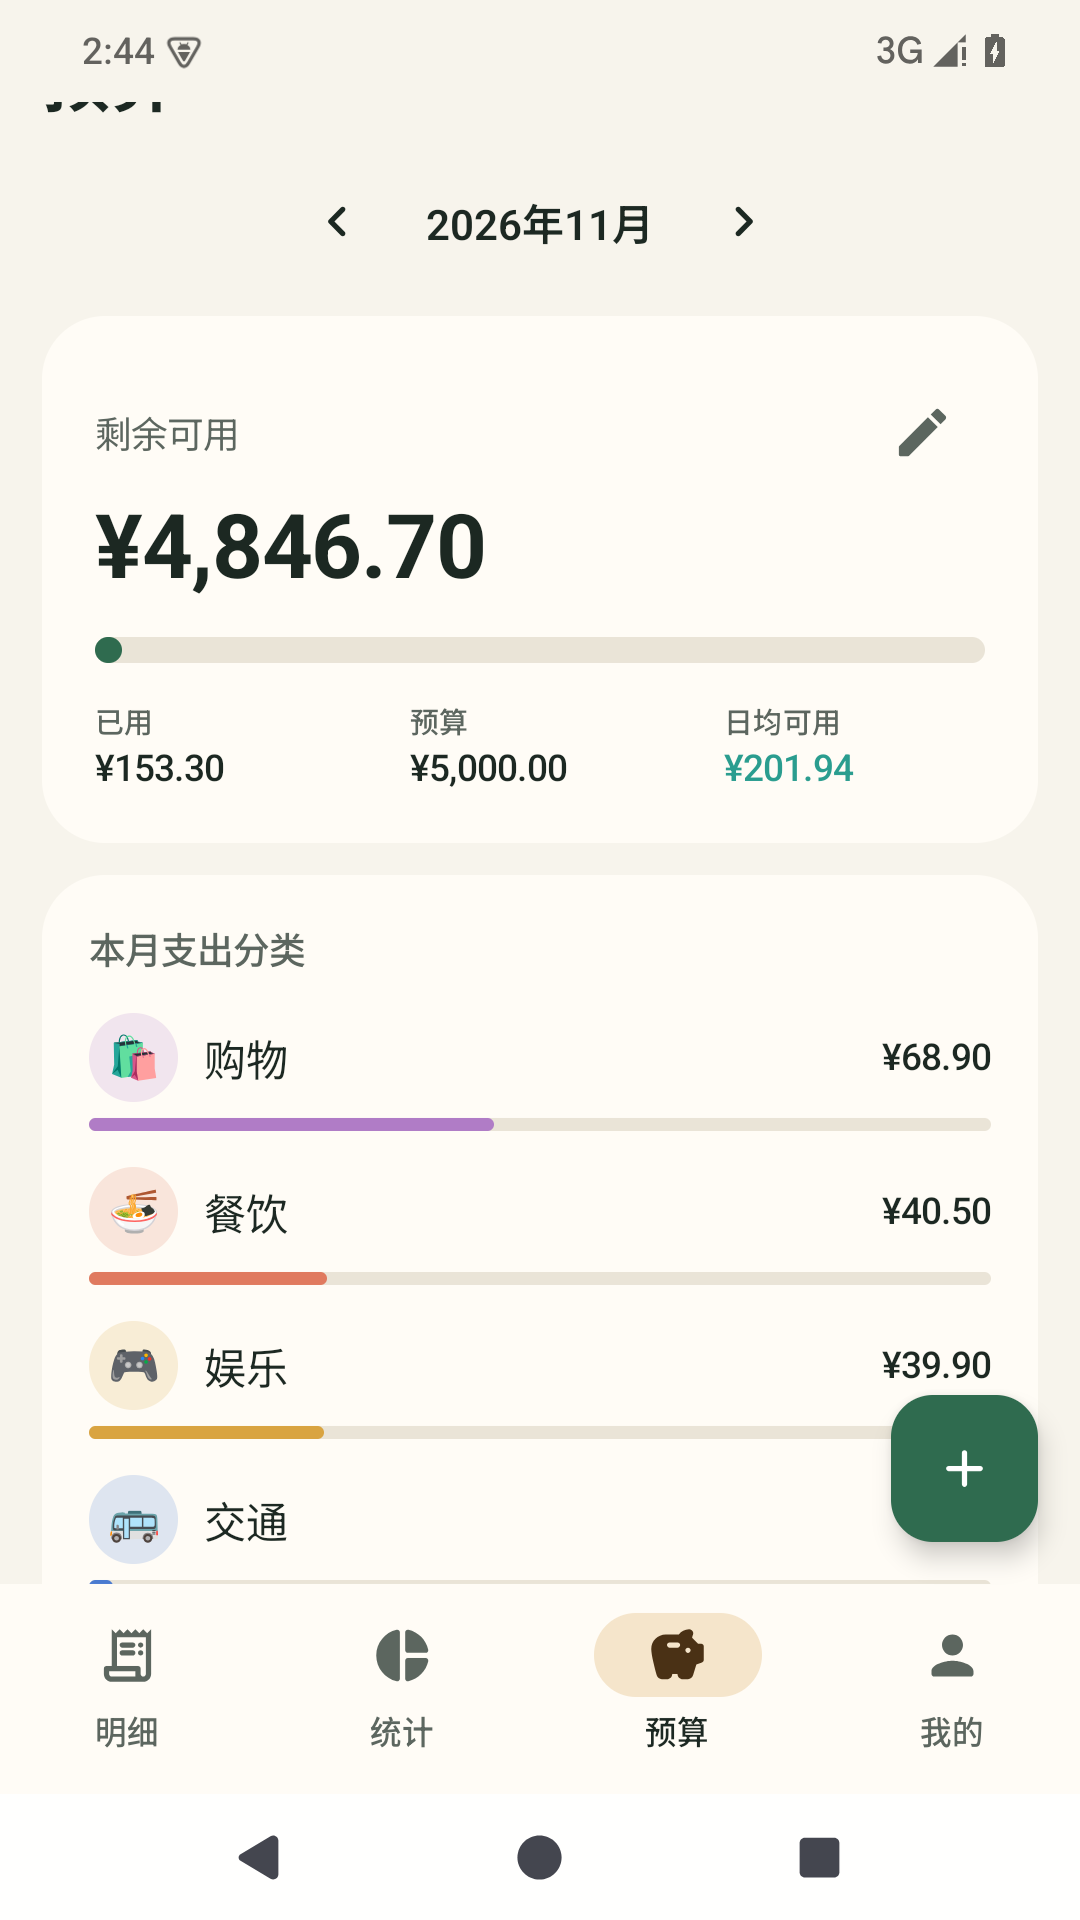 2:44
3G
2026年11月
剩余可用
¥4,846.70
已用
预算
日均可用
¥153.30
¥5,000.00
¥201.94
本月支出分类
购物
¥68.90
餐饮
¥40.50
娱乐
¥39.90
交通
明细
统计
预算
我的